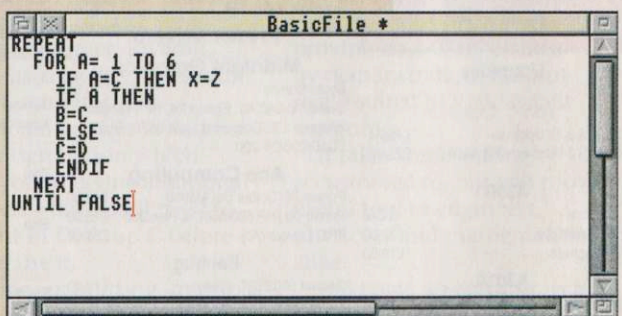 BasicFile *
REPEAT
FOR A= 1 TO 6
IF A=C THEN X=Z
IF A THEN
B=C
ELSE
C=D
ENDIF
NEXT
UNTIL FALSE